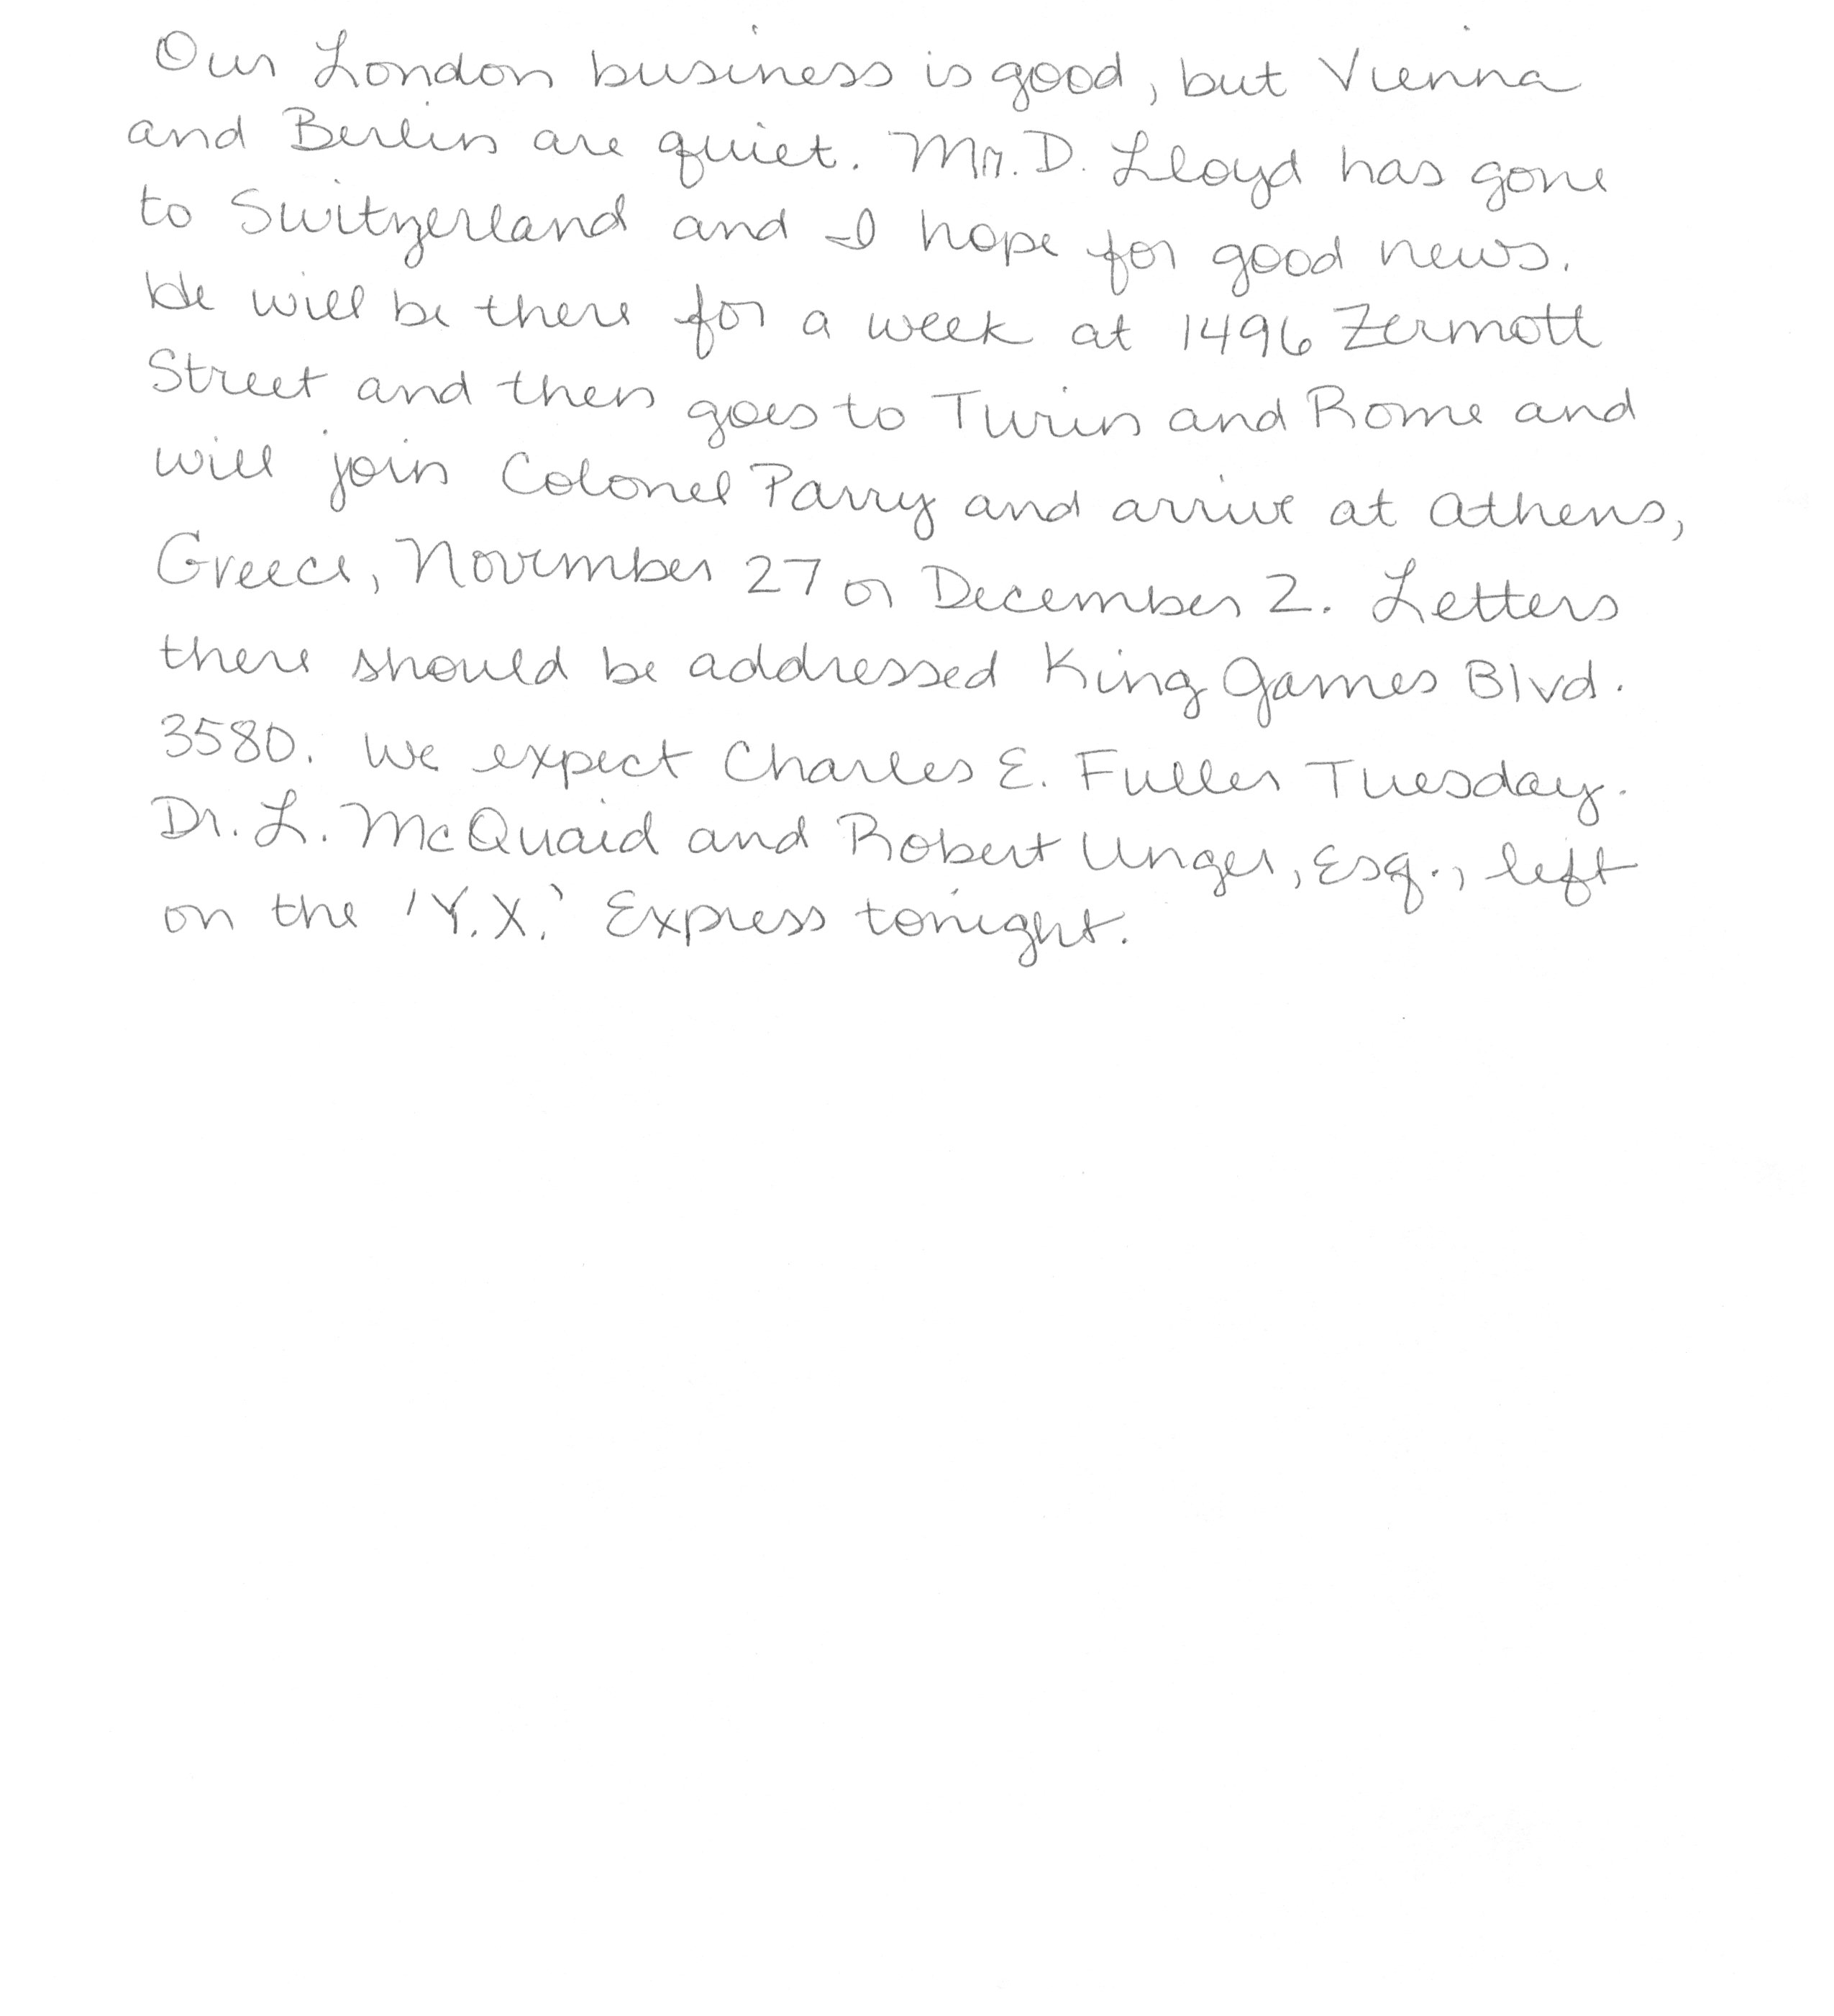 Our London business is good, but Vienna
and Berlin are quiet. Mr. D. Lloyd has gone
to Switzerland and I hope for good news.
He will be there for a week at 1496 Zermott
Street and then goes to Turin and Rome and
will join Colonel Parry and arrive at Athens,
Greece, November 27 or December 2. Letters
there should be addressed King James Blvd.
3580. We expect Charles E. Fuller Tuesday.
Dr. L. McQuaid and Robert Unger, Esq., left
on the 'Y.X.' Express tonight.